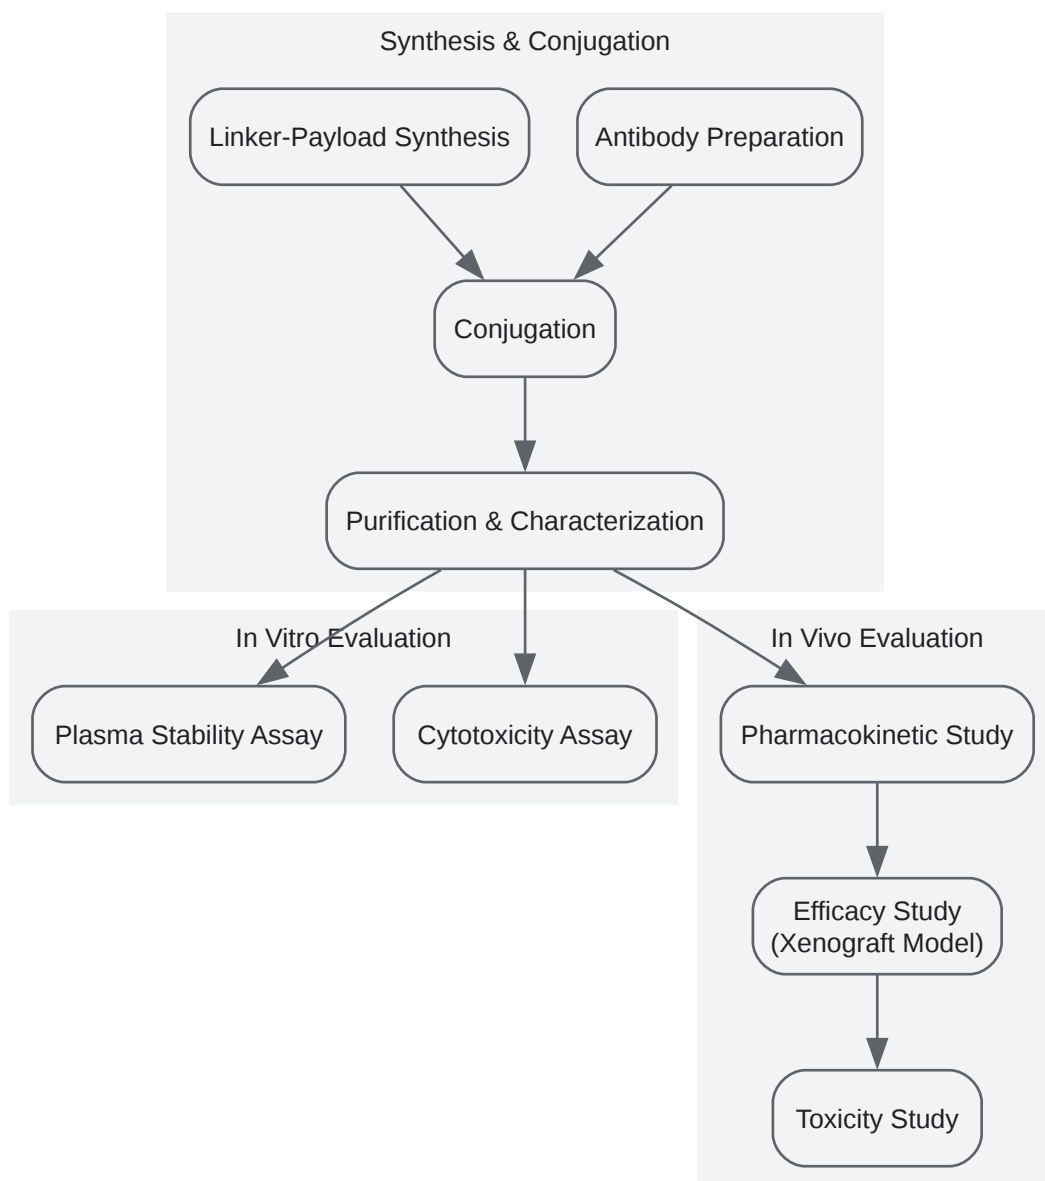 Synthesis & Conjugation
Linker-Payload Synthesis
Antibody Preparation
Conjugation
Purification & Characterization
In Vitro Evaluation
In Vivo Evaluation
Plasma Stability Assay
Cytotoxicity Assay
Pharmacokinetic Study
Efficacy Study
(Xenograft Model)
Toxicity Study